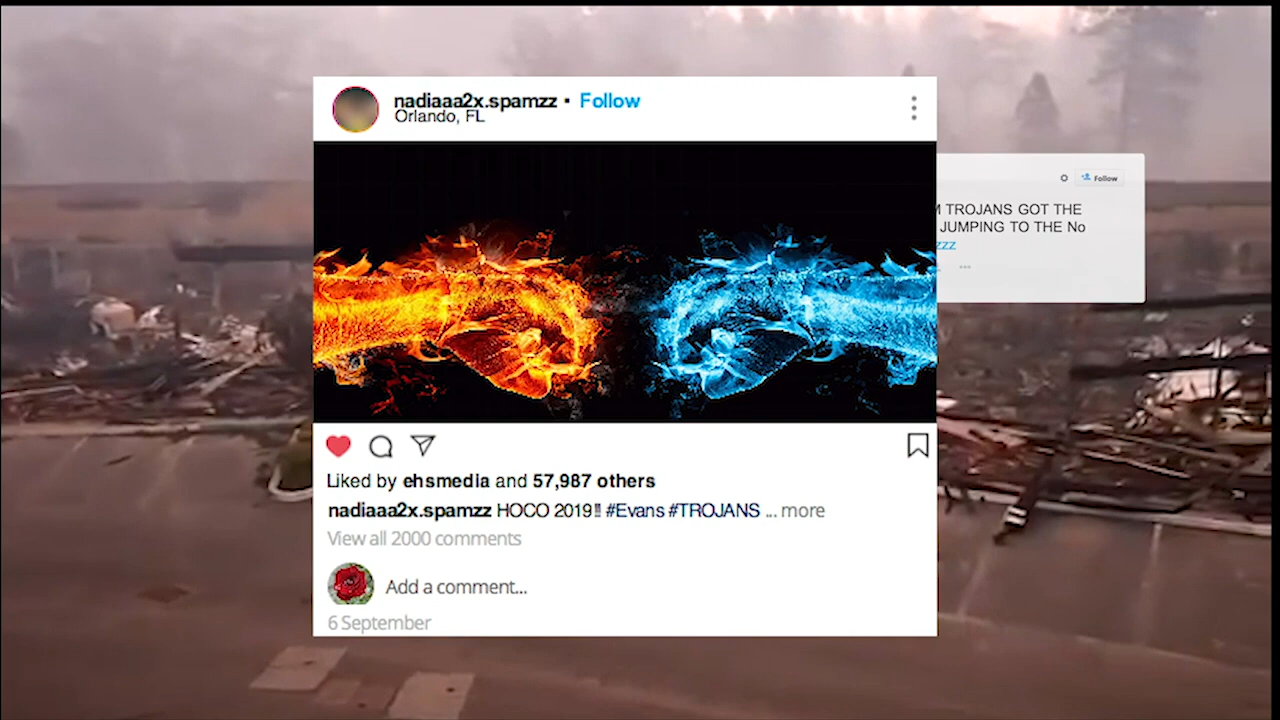 nadiaaa2x.spamzz • Follow
Orlando, FL
Follow
TROJANS GOT THE
JUMPING TO THE No
Liked by ehsmedia and 57,987 others
nadiaaa2x.spamzz HOCO 2019!! #Evans #TROJANS ... more
View all 2000 comments
Add a comment...
6 September